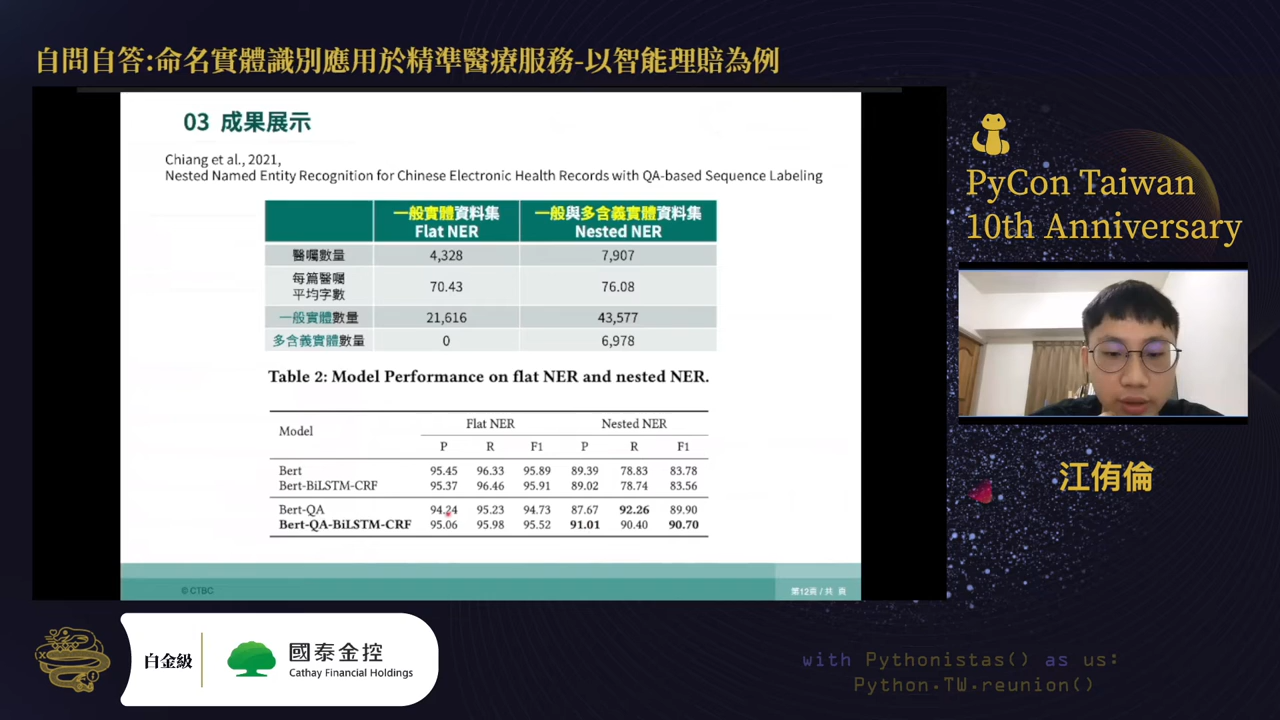 自問自答:命名實體識別應用於精準醫療服務-以智能理賠為例
03 成果展示
Chiang et al., 2021,
Nested Named Entity Recognition for Chinese Electronic Health Records with QA-based Sequence Labeling
一般實體資料集 一般與多含義實體資料集
Flat NER Nested NER
醫囑數量 4,328 7,907
每篇醫囑
平均字數 70.43 76.08
一般實體數量 21,616 43,577
多含義實體數量 0 6,978
Table 2: Model Performance on flat NER and nested NER.
Model Flat NER Nested NER
P R F1 P R F1
Bert 95.45 96.33 95.89 89.39 78.83 83.78
Bert-BiLSTM-CRF 95.37 96.46 95.91 89.02 78.74 83.56
Bert-QA 94.24 95.23 94.73 87.67 92.26 89.90
Bert-QA-BiLSTM-CRF 95.06 95.98 95.52 91.01 90.40 90.70
© CTBC
第12頁 / 共 頁
PyCon Taiwan
10th Anniversary
江侑倫
白金級
國泰金控
Cathay Financial Holdings
with Pythonistas() as us:
Python.TW.reunion()